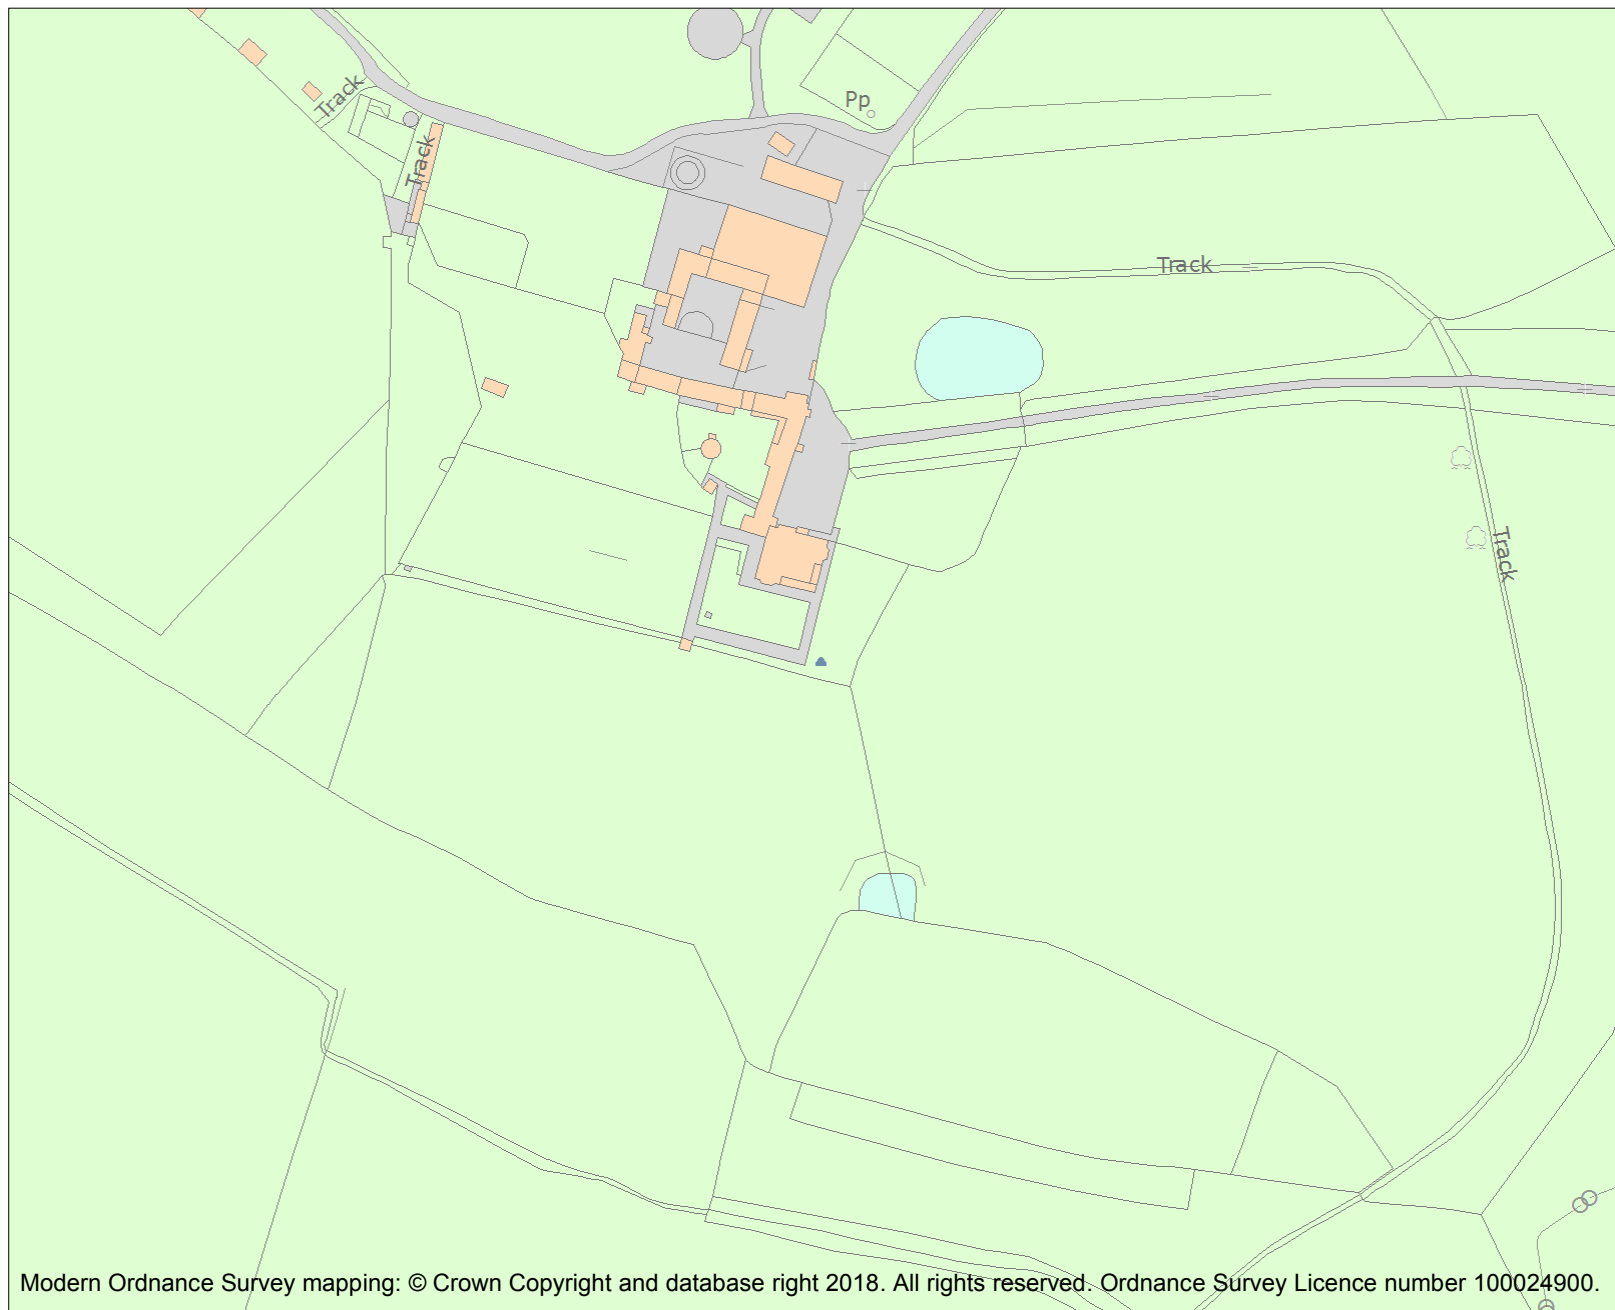 Track
Pp
Track
Track
Track
Modern Ordnance Survey mapping: © Crown Copyright and database right 2018. All rights reserved. Ordnance Survey Licence number 100024900.